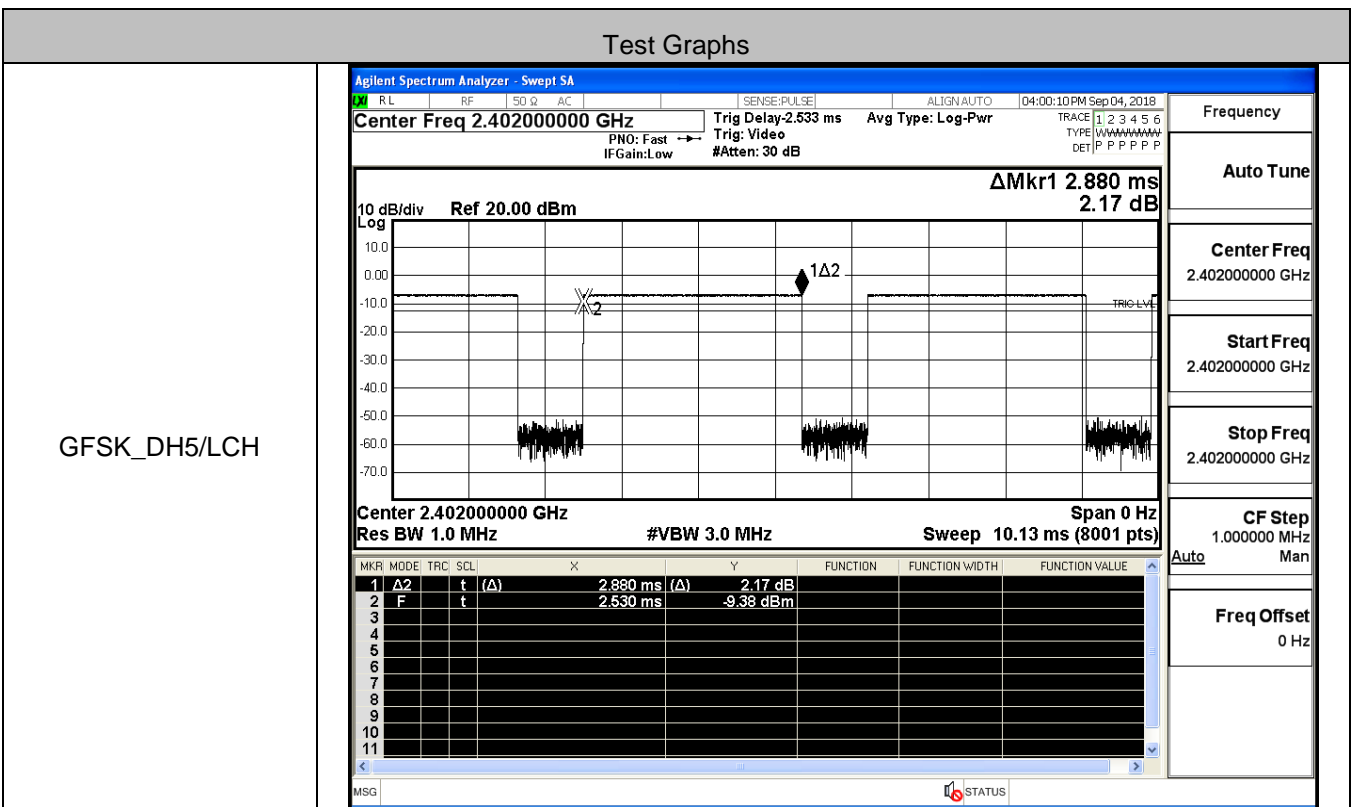 Test Graphs
GFSK_DH5/LCH
Agilent Spectrum Analyzer - Swept SA
LXI RL RF 50 Ω AC SENSE:PULSE ALIGN AUTO 04:00:10 PM Sep 04, 2018
Center Freq 2.402000000 GHz
PNO: Fast
IFGain:Low
Trig Delay-2.533 ms
Trig: Video
#Atten: 30 dB
Avg Type: Log-Pwr
TRACE 1 2 3 4 5 6
TYPE
DET P P P P P P
ΔMkr1 2.880 ms
2.17 dB
10 dB/div Ref 20.00 dBm
Log
10.0
0.00
-10.0
-20.0
-30.0
-40.0
-50.0
-60.0
-70.0
1Δ2
2
TRIG LVL
Center 2.402000000 GHz Span 0 Hz
Res BW 1.0 MHz #VBW 3.0 MHz Sweep 10.13 ms (8001 pts)
MKR MODE TRC SCL X Y FUNCTION FUNCTION WIDTH FUNCTION VALUE
1 Δ2 t (Δ) 2.880 ms (Δ) 2.17 dB
2 F t 2.530 ms -9.38 dBm
3
4
5
6
7
8
9
10
11
MSG STATUS
Frequency
Auto Tune
Center Freq
2.402000000 GHz
Start Freq
2.402000000 GHz
Stop Freq
2.402000000 GHz
CF Step
1.000000 MHz
Auto Man
Freq Offset
0 Hz